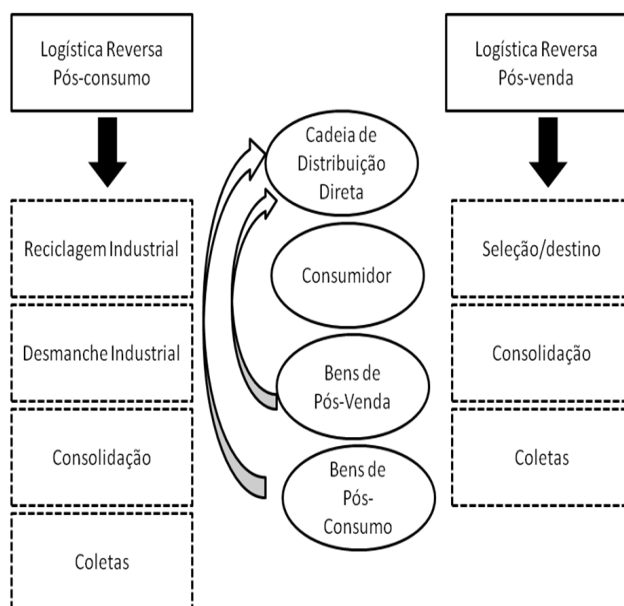 Logística Reversa
Pós-consumo
Reciclagem Industrial
Desmanche Industrial
Consolidação
Coletas
Cadeia de
Distribuição
Direta
Consumidor
Bens de
Pós-Venda
Bens de
Pós-
Consumo
Logística Reversa
Pós-venda
Seleção/destino
Consolidação
Coletas